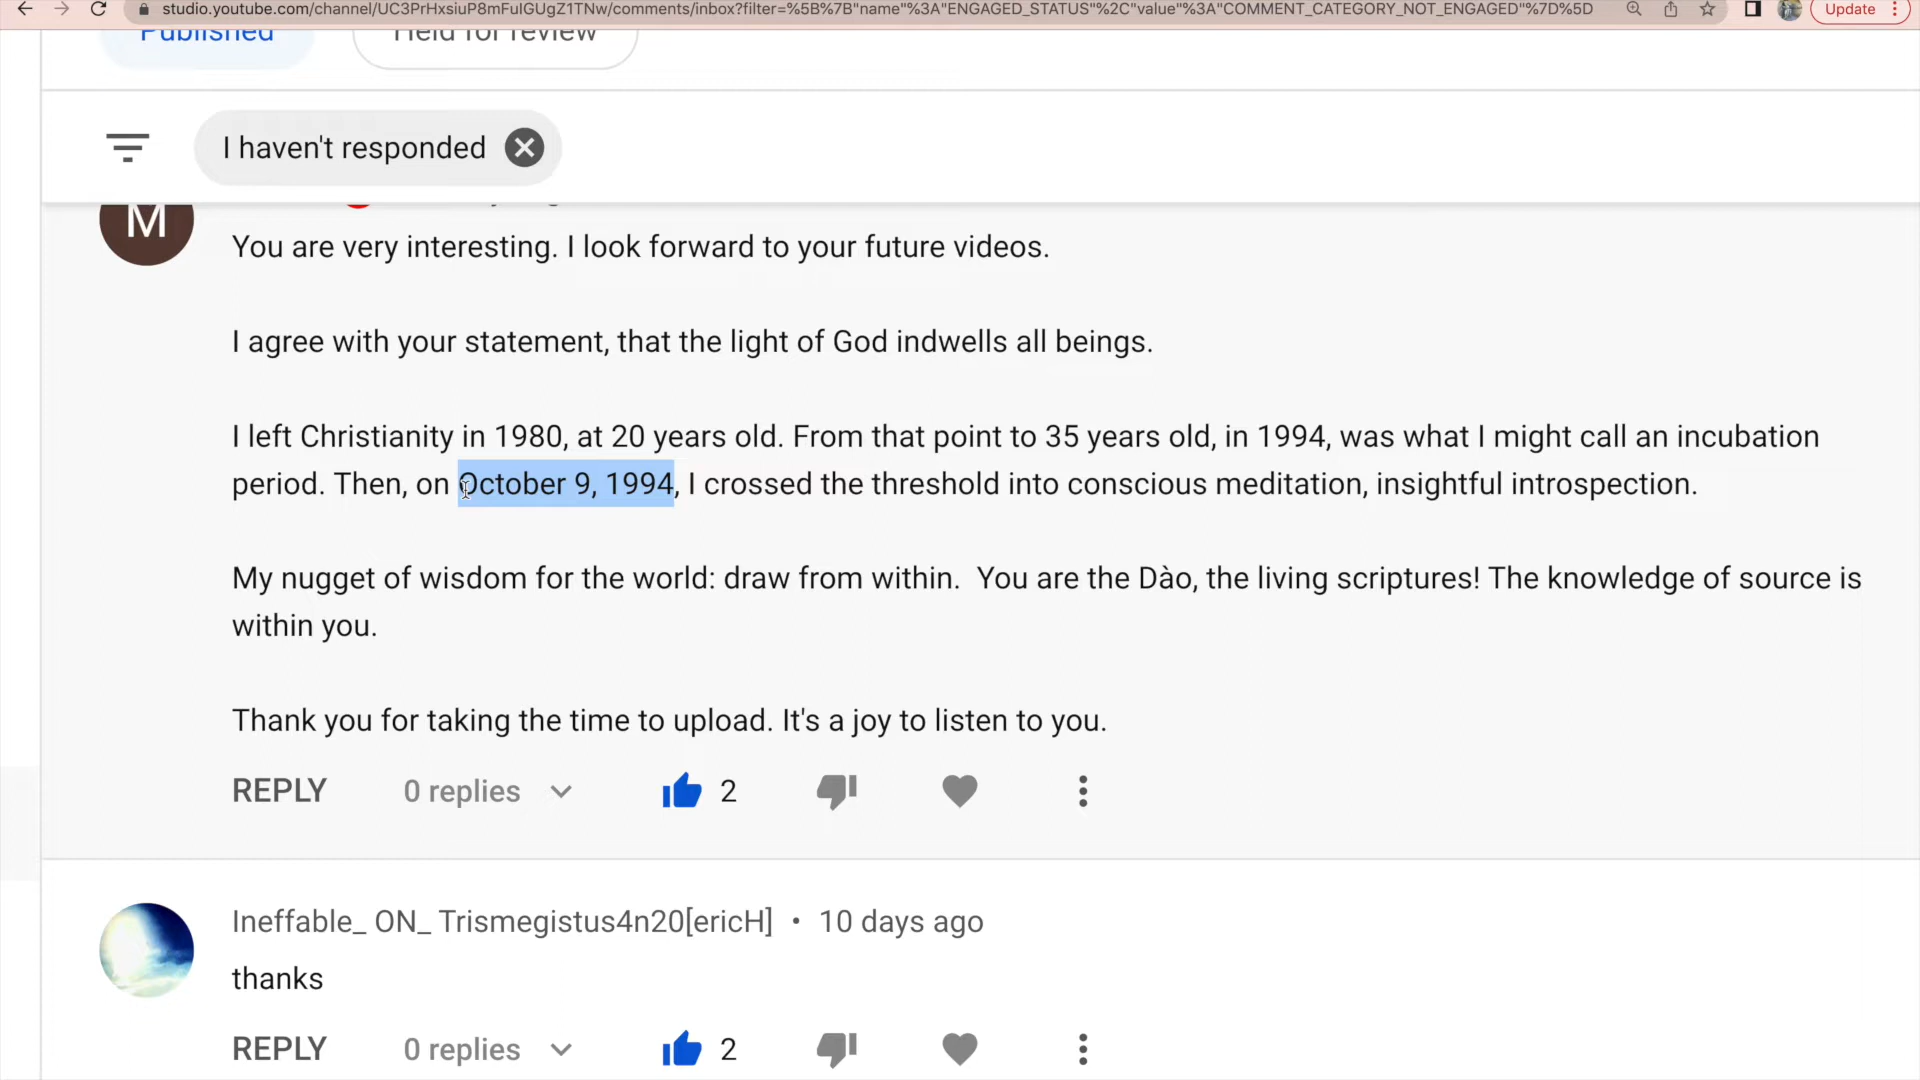 studio.youtube.com/channel/UC3PrHxsiuP8mFuIGUgZ1TNw/comments/inbox?filter=%5B%7B"name"%3A"ENGAGED_STATUS"%2C"value"%3A"COMMENT_CATEGORY_NOT_ENGAGED"%7D%5D
Update
Published
Held for review
I haven't responded
M
You are very interesting. I look forward to your future videos.
I agree with your statement, that the light of God indwells all beings.
I left Christianity in 1980, at 20 years old. From that point to 35 years old, in 1994, was what I might call an incubation
period. Then, on October 9, 1994, I crossed the threshold into conscious meditation, insightful introspection.
My nugget of wisdom for the world: draw from within.  You are the Dào, the living scriptures! The knowledge of source is
within you.
Thank you for taking the time to upload. It's a joy to listen to you.
REPLY 0 replies 2
Ineffable_ ON_ Trismegistus4n20[ericH] • 10 days ago
thanks
REPLY 0 replies 2